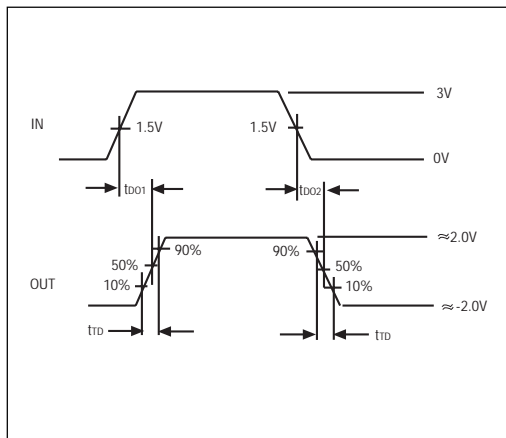 3V
IN
1.5V
1.5V
0V
tDO1
tDO2
≈2.0V
90%
90%
50%
50%
OUT
10%
10%
≈-2.0V
tTD
tTD